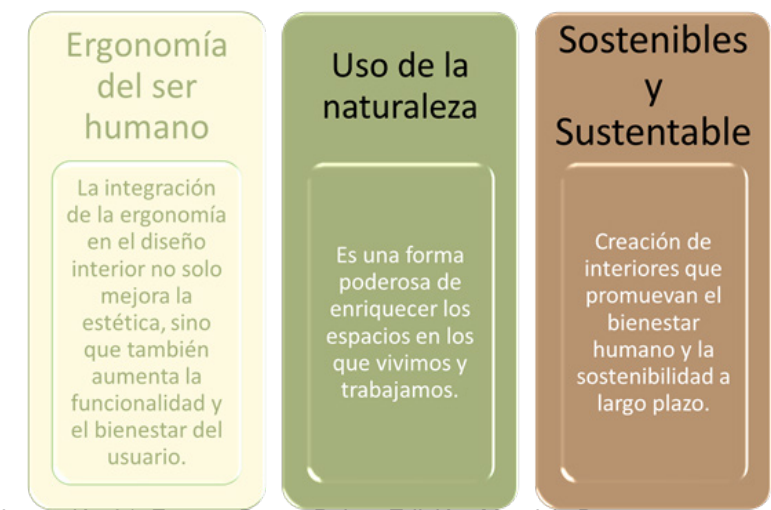 Ergonomía
del ser
humano
La integración
de la ergonomía
en el diseño
interior no solo
mejora la
estética, sino
que también
aumenta la
funcionalidad y
el bienestar del
usuario.
Uso de la
naturaleza
Es una forma
poderosa de
enriquecer los
espacios en los
que vivimos y
trabajamos.
Sostenibles
y
Sustentable
Creación de
interiores que
promuevan el
bienestar
humano y la
sostenibilidad a
largo plazo.